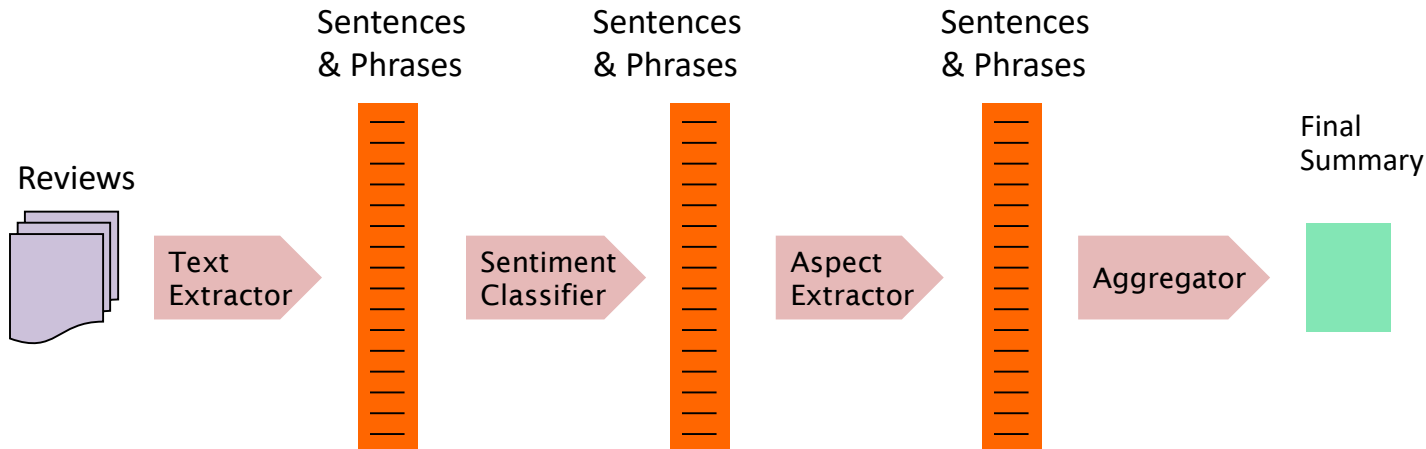 Sentences
& Phrases
Sentences
& Phrases
Sentences
& Phrases
Final
Summary
Reviews
Text
Extractor
Sentiment
Classifier
Aspect
Extractor
Aggregator